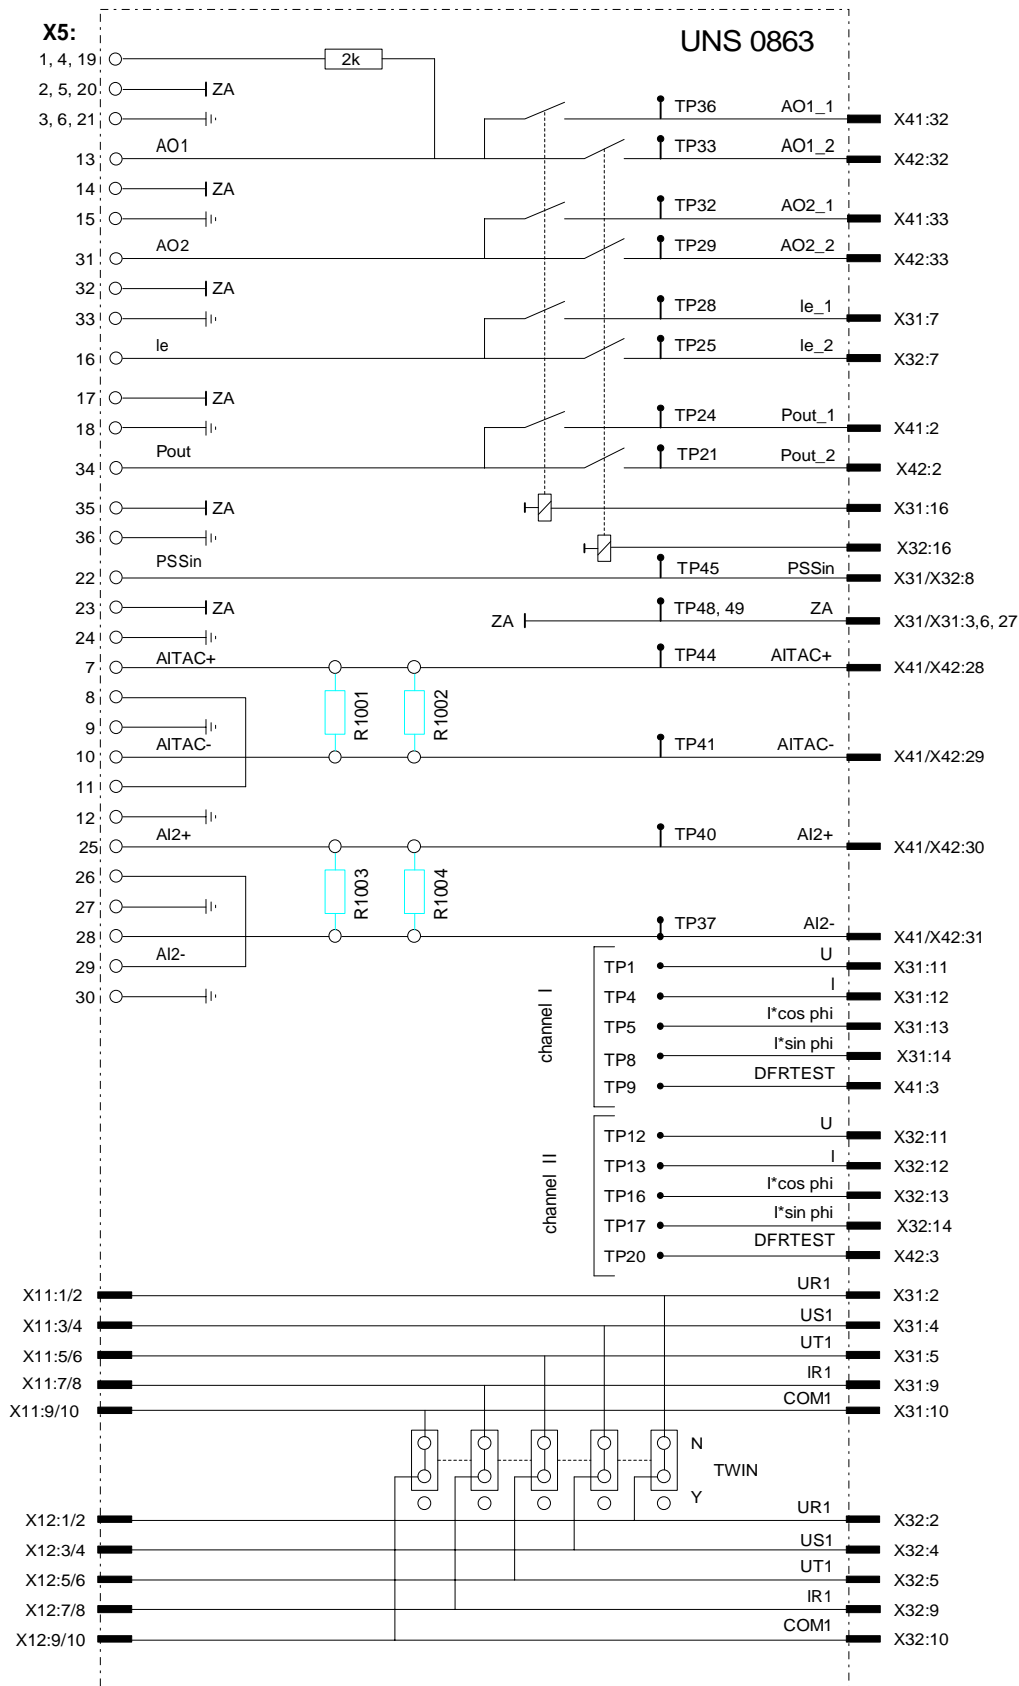 X5:
UNS 0863
1, 4, 19
2k
2, 5, 20
ZA
3, 6, 21
TP36
AO1_1
X41:32
13
AO1
TP33
AO1_2
X42:32
14
ZA
15
TP32
AO2_1
X41:33
31
AO2
TP29
AO2_2
X42:33
32
ZA
33
TP28
Ie_1
X31:7
16
Ie
TP25
Ie_2
X32:7
17
ZA
18
TP24
Pout_1
X41:2
34
Pout
TP21
Pout_2
X42:2
35
ZA
X31:16
36
X32:16
22
PSSin
TP45
PSSin
X31/X32:8
23
ZA
ZA
TP48, 49
ZA
X31/X31:3,6, 27
24
7
AITAC+
TP44
AITAC+
X41/X42:28
8
R1001
R1002
9
10
AITAC-
TP41
AITAC-
X41/X42:29
11
12
25
AI2+
TP40
AI2+
X41/X42:30
26
R1003
R1004
27
28
TP37
AI2-
X41/X42:31
29
AI2-
30
channel I
TP1
U
X31:11
TP4
I
X31:12
TP5
I*cos phi
X31:13
TP8
I*sin phi
X31:14
TP9
DFRTEST
X41:3
channel II
TP12
U
X32:11
TP13
I
X32:12
TP16
I*cos phi
X32:13
TP17
I*sin phi
X32:14
TP20
DFRTEST
X42:3
X11:1/2
UR1
X31:2
X11:3/4
US1
X31:4
X11:5/6
UT1
X31:5
X11:7/8
IR1
X31:9
X11:9/10
COM1
X31:10
N
TWIN
Y
X12:1/2
UR1
X32:2
X12:3/4
US1
X32:4
X12:5/6
UT1
X32:5
X12:7/8
IR1
X32:9
X12:9/10
COM1
X32:10